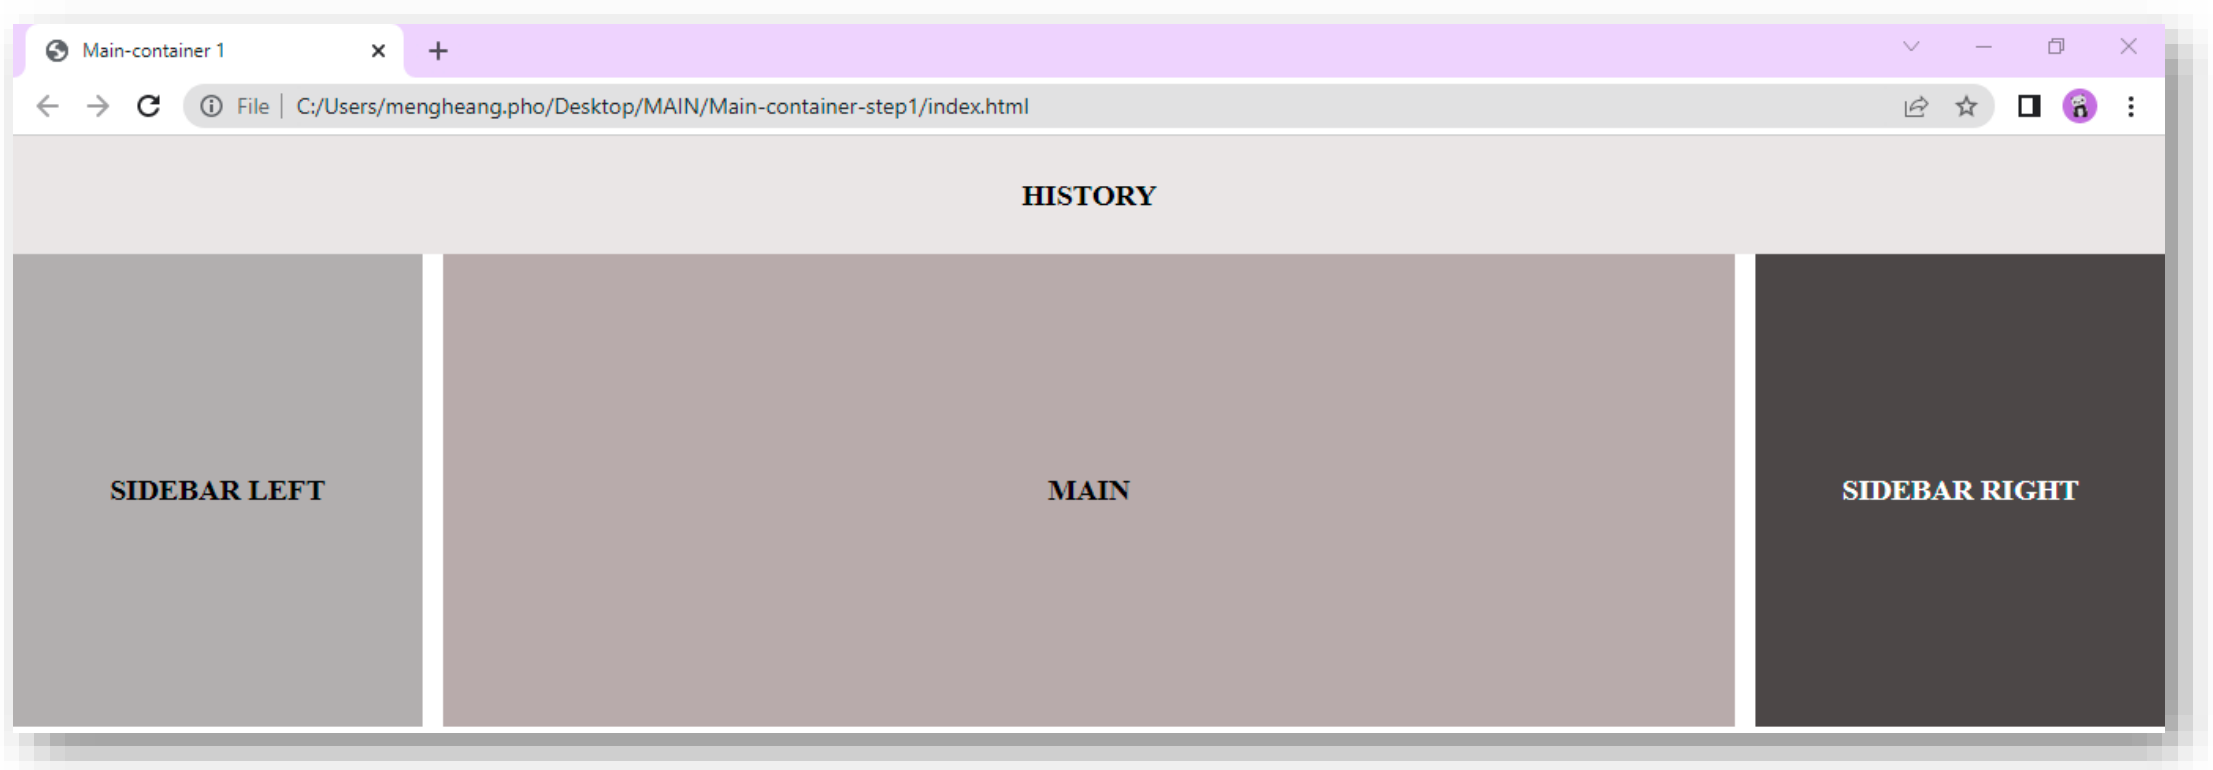 Main-container 1
File C:/Users/mengheang.pho/Desktop/MAIN/Main-container-step1/index.html
HISTORY
SIDEBAR LEFT
MAIN
SIDEBAR RIGHT